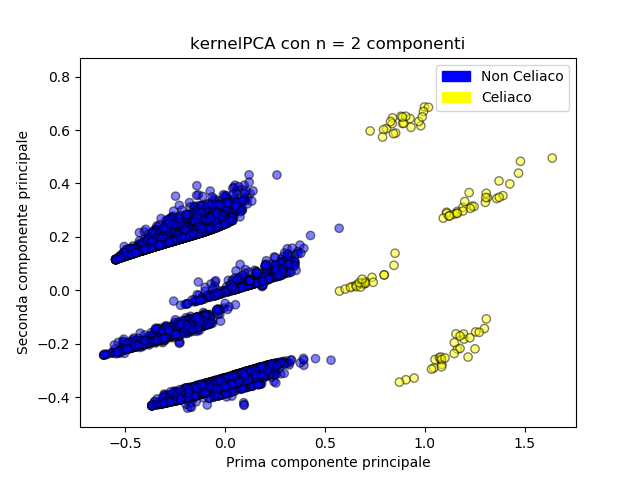 kernelPCA con n = 2 componenti
Non Celiaco
Celiaco
Seconda componente principale
0.8
0.6
0.4
0.2
0.0
−0.2
−0.4
−0.5
0.0
0.5
1.0
1.5
Prima componente principale